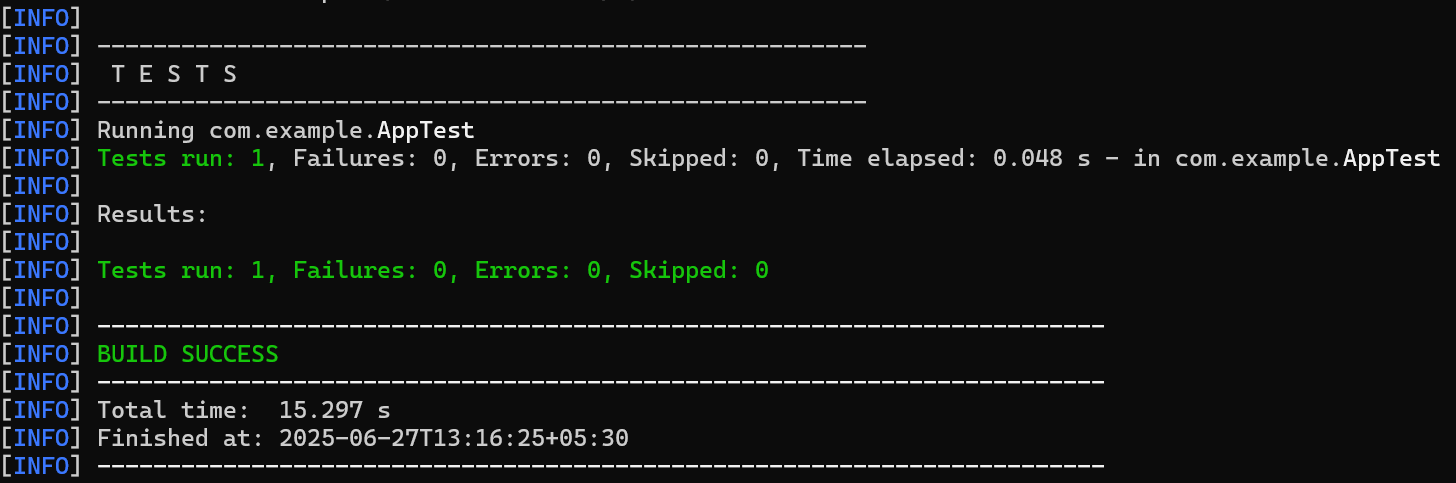 [INFO]
[INFO] -------------------------------------------------------
[INFO]  T E S T S
[INFO] -------------------------------------------------------
[INFO] Running com.example.AppTest
[INFO] Tests run: 1, Failures: 0, Errors: 0, Skipped: 0, Time elapsed: 0.048 s - in com.example.AppTest
[INFO]
[INFO] Results:
[INFO]
[INFO] Tests run: 1, Failures: 0, Errors: 0, Skipped: 0
[INFO]
[INFO] ------------------------------------------------------------------------
[INFO] BUILD SUCCESS
[INFO] ------------------------------------------------------------------------
[INFO] Total time:  15.297 s
[INFO] Finished at: 2025-06-27T13:16:25+05:30
[INFO] ------------------------------------------------------------------------